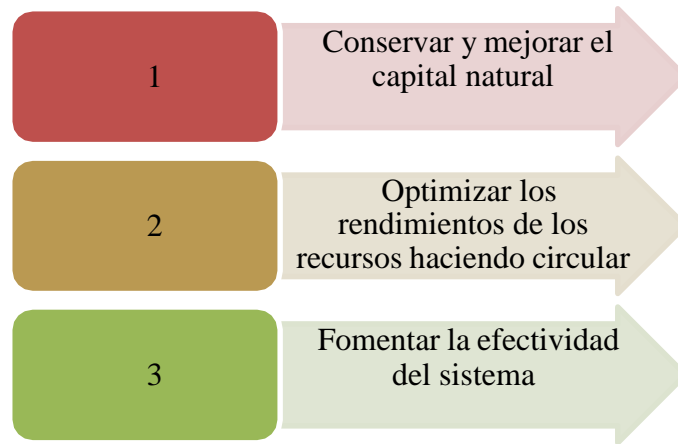 1
Conservar y mejorar el
capital natural
2
Optimizar los
rendimientos de los
recursos haciendo circular
3
Fomentar la efectividad
del sistema